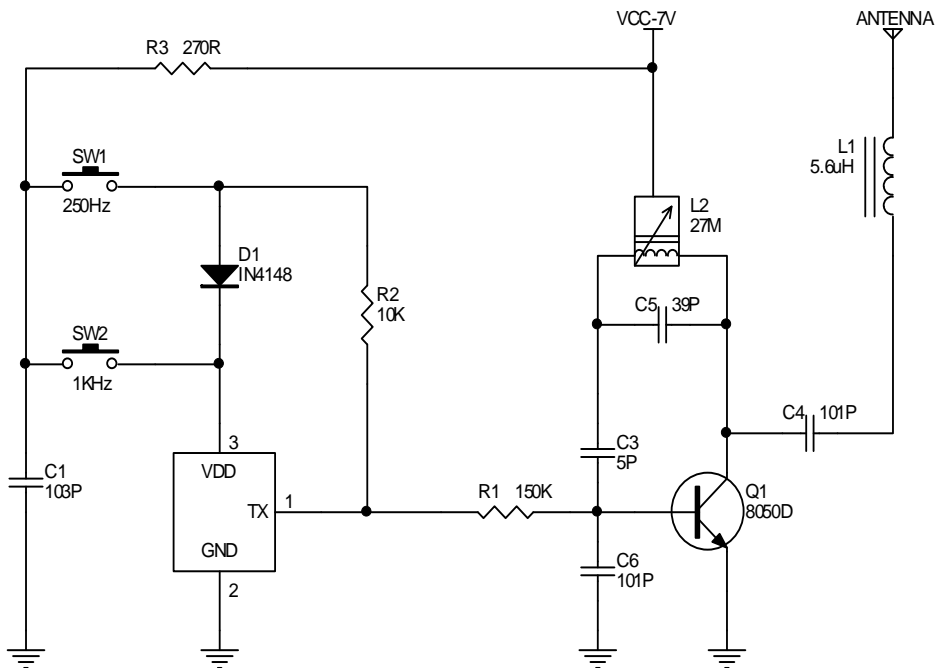 VCC-7V
ANTENNA
R3 270R
L1
5.6uH
SW1
250Hz
L2
27M
D1
IN4148
R2
10K
C5 39P
SW2
1KHz
C4 101P
C3
5P
3
VDD
C1
103P
TX
1
R1 150K
Q1
8050D
GND
2
C6
101P